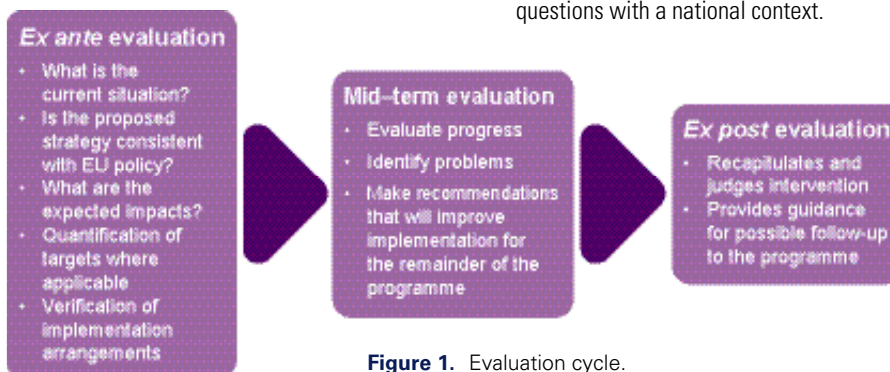 questions with a national context.
Ex ante evaluation
• What is the
current situation?
• Is the proposed
strategy consistent
with EU policy?
• What are the
expected impacts?
• Quantification of
targets where
applicable
• Verification of
implementation
arrangements
Mid–term evaluation
• Evaluate progress
• Identify problems
• Make recommendations
that will improve
implementation for
the remainder of the
programme
Ex post evaluation
• Recapitulates and
judges intervention
• Provides guidance
for possible follow-up
to the programme
Figure 1. Evaluation cycle.